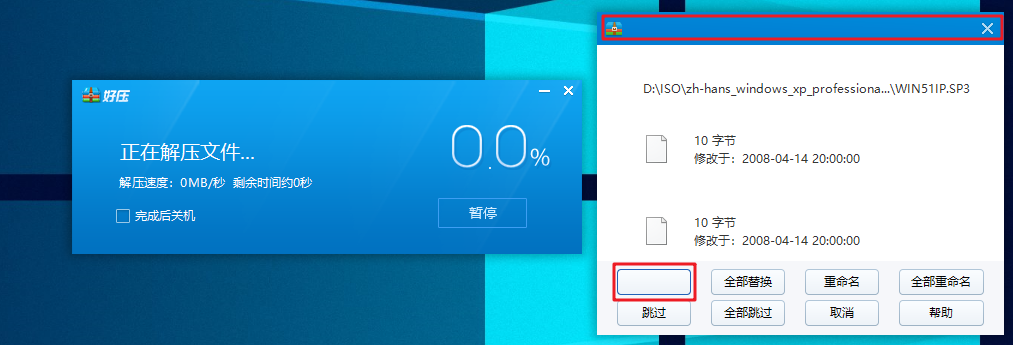 好压
正在解压文件...
0.0%
解压速度：0MB/秒 剩余时间约0秒
完成后关机
暂停
D:\ISO\zh-hans_windows_xp_professiona...\WIN51IP.SP3
10 字节
修改于：2008-04-14 20:00:00
10 字节
修改于：2008-04-14 20:00:00
全部替换 重命名 全部重命名
跳过 全部跳过 取消 帮助